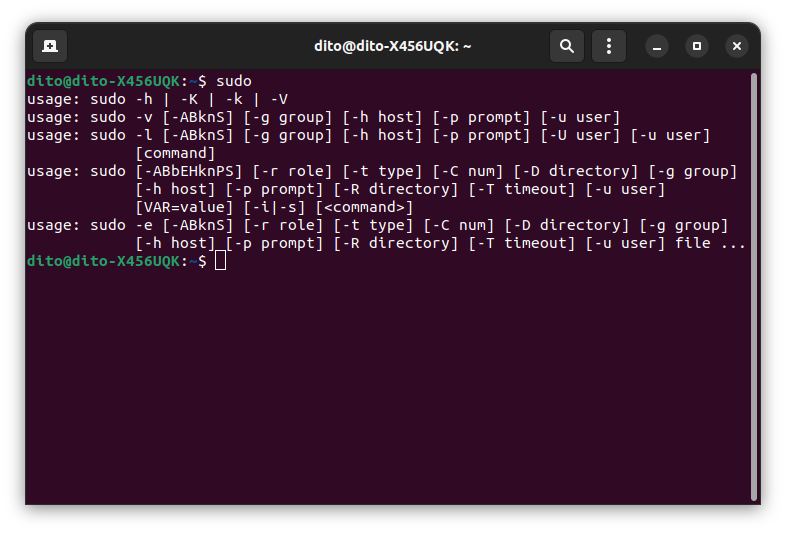 dito@dito-X456UQK: ~
dito@dito-X456UQK:~$ sudo
usage: sudo -h | -K | -k | -V
usage: sudo -v [-ABknS] [-g group] [-h host] [-p prompt] [-u user]
usage: sudo -l [-ABknS] [-g group] [-h host] [-p prompt] [-U user] [-u user]
[command]
usage: sudo [-ABbEHknPS] [-r role] [-t type] [-C num] [-D directory] [-g group]
[-h host] [-p prompt] [-R directory] [-T timeout] [-u user]
[VAR=value] [-i|-s] [<command>]
usage: sudo -e [-ABknS] [-r role] [-t type] [-C num] [-D directory] [-g group]
[-h host] [-p prompt] [-R directory] [-T timeout] [-u user] file ...
dito@dito-X456UQK:~$